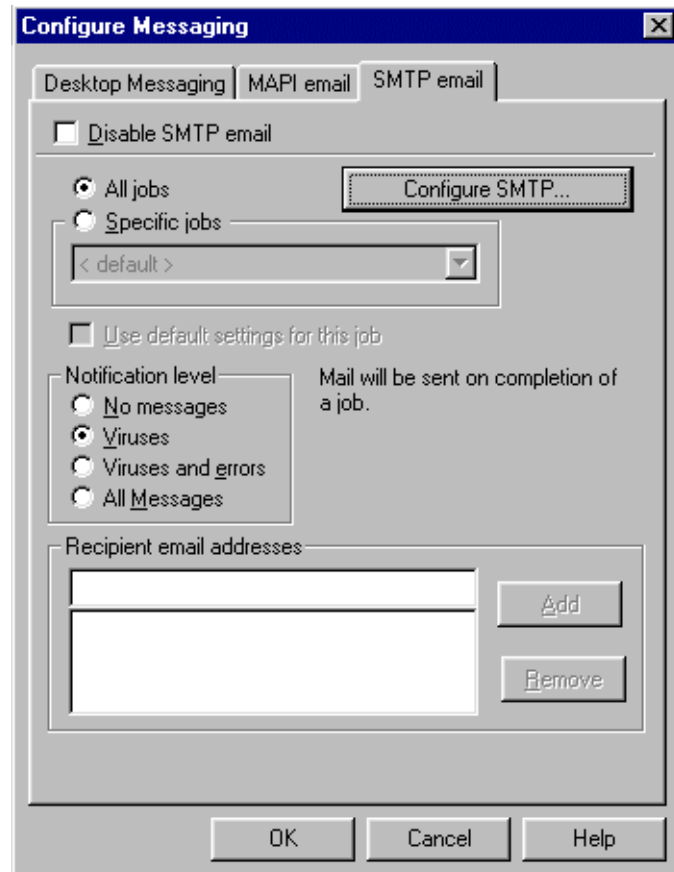 Configure Messaging
Desktop Messaging MAPI email SMTP email
Disable SMTP email
All jobs
Configure SMTP...
Specific jobs
< default >
Use default settings for this job
Notification level
No messages
Viruses
Viruses and errors
All Messages
Mail will be sent on completion of
a job.
Recipient email addresses
Add
Remove
OK Cancel Help